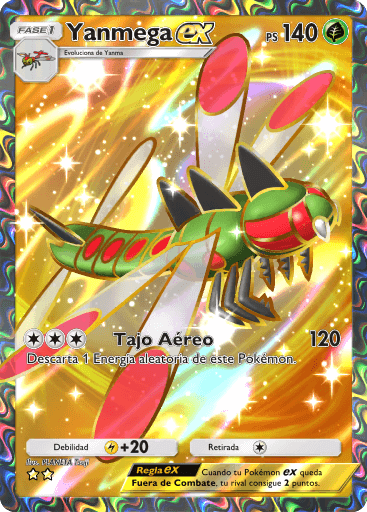 FASE 1
Yanmega ex
PS 140
Evoluciona de Yanma
Tajo Aéreo 120
Descarta 1 Energía aleatoria de este Pokémon.
Debilidad +20 Retirada
Ilus.
Regla ex Cuando tu Pokémon ex queda
Fuera de Combate, tu rival consigue 2 puntos.